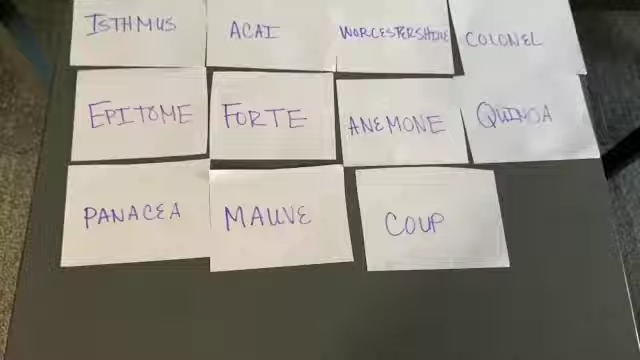 ISTHMUS ACAI WORCESTERSHIRE COLONEL
EPITOME FORTE ANEMONE QUINOA
PANACEA MAUVE COUP